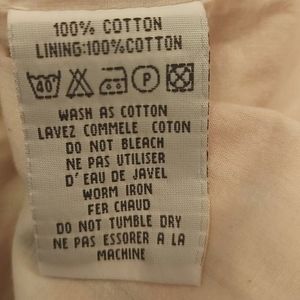 100% COTTON
LINING:100%COTTON
40° P
WASH AS COTTON
LAVEZ COMMELE COTON
DO NOT BLEACH
NE PAS UTILISER
D'EAU DE JAVEL
WORM IRON
FER CHAUD
DO NOT TUMBLE DRY
NE PAS ESSORER A LA
MACHINE